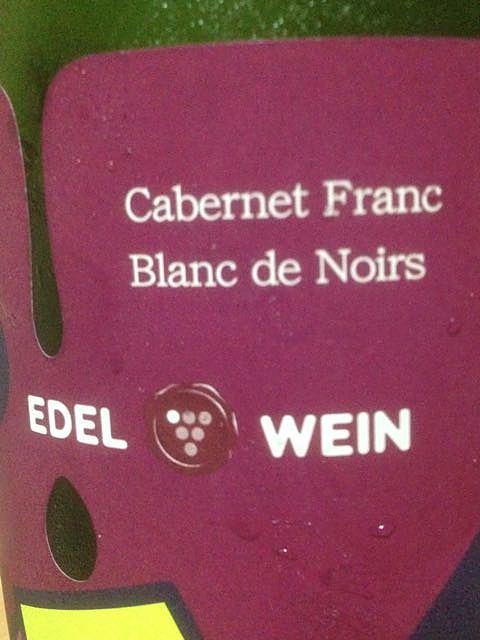 Cabernet Franc
Blanc de Noirs
EDEL WEIN